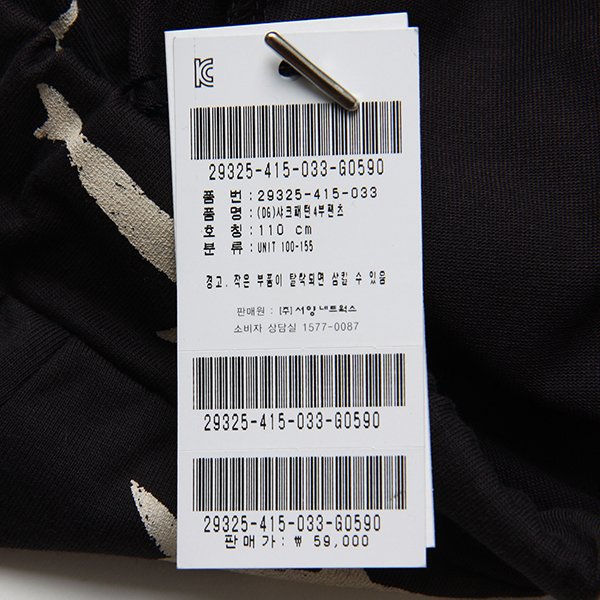 KC
29325-415-033-G0590
품 번 : 29325-415-033
품 명 : (OG)샤크패턴4부팬츠
호 칭 : 110 cm
분 류 : UNIT 100-155
경고. 작은 부품이 탈락되면 삼킬 수 있음
판매원 : (주) 서양네트웍스
소비자 상담실 1577-0087
29325-415-033-G0590
29325-415-033-G0590
판매가: ₩ 59,000